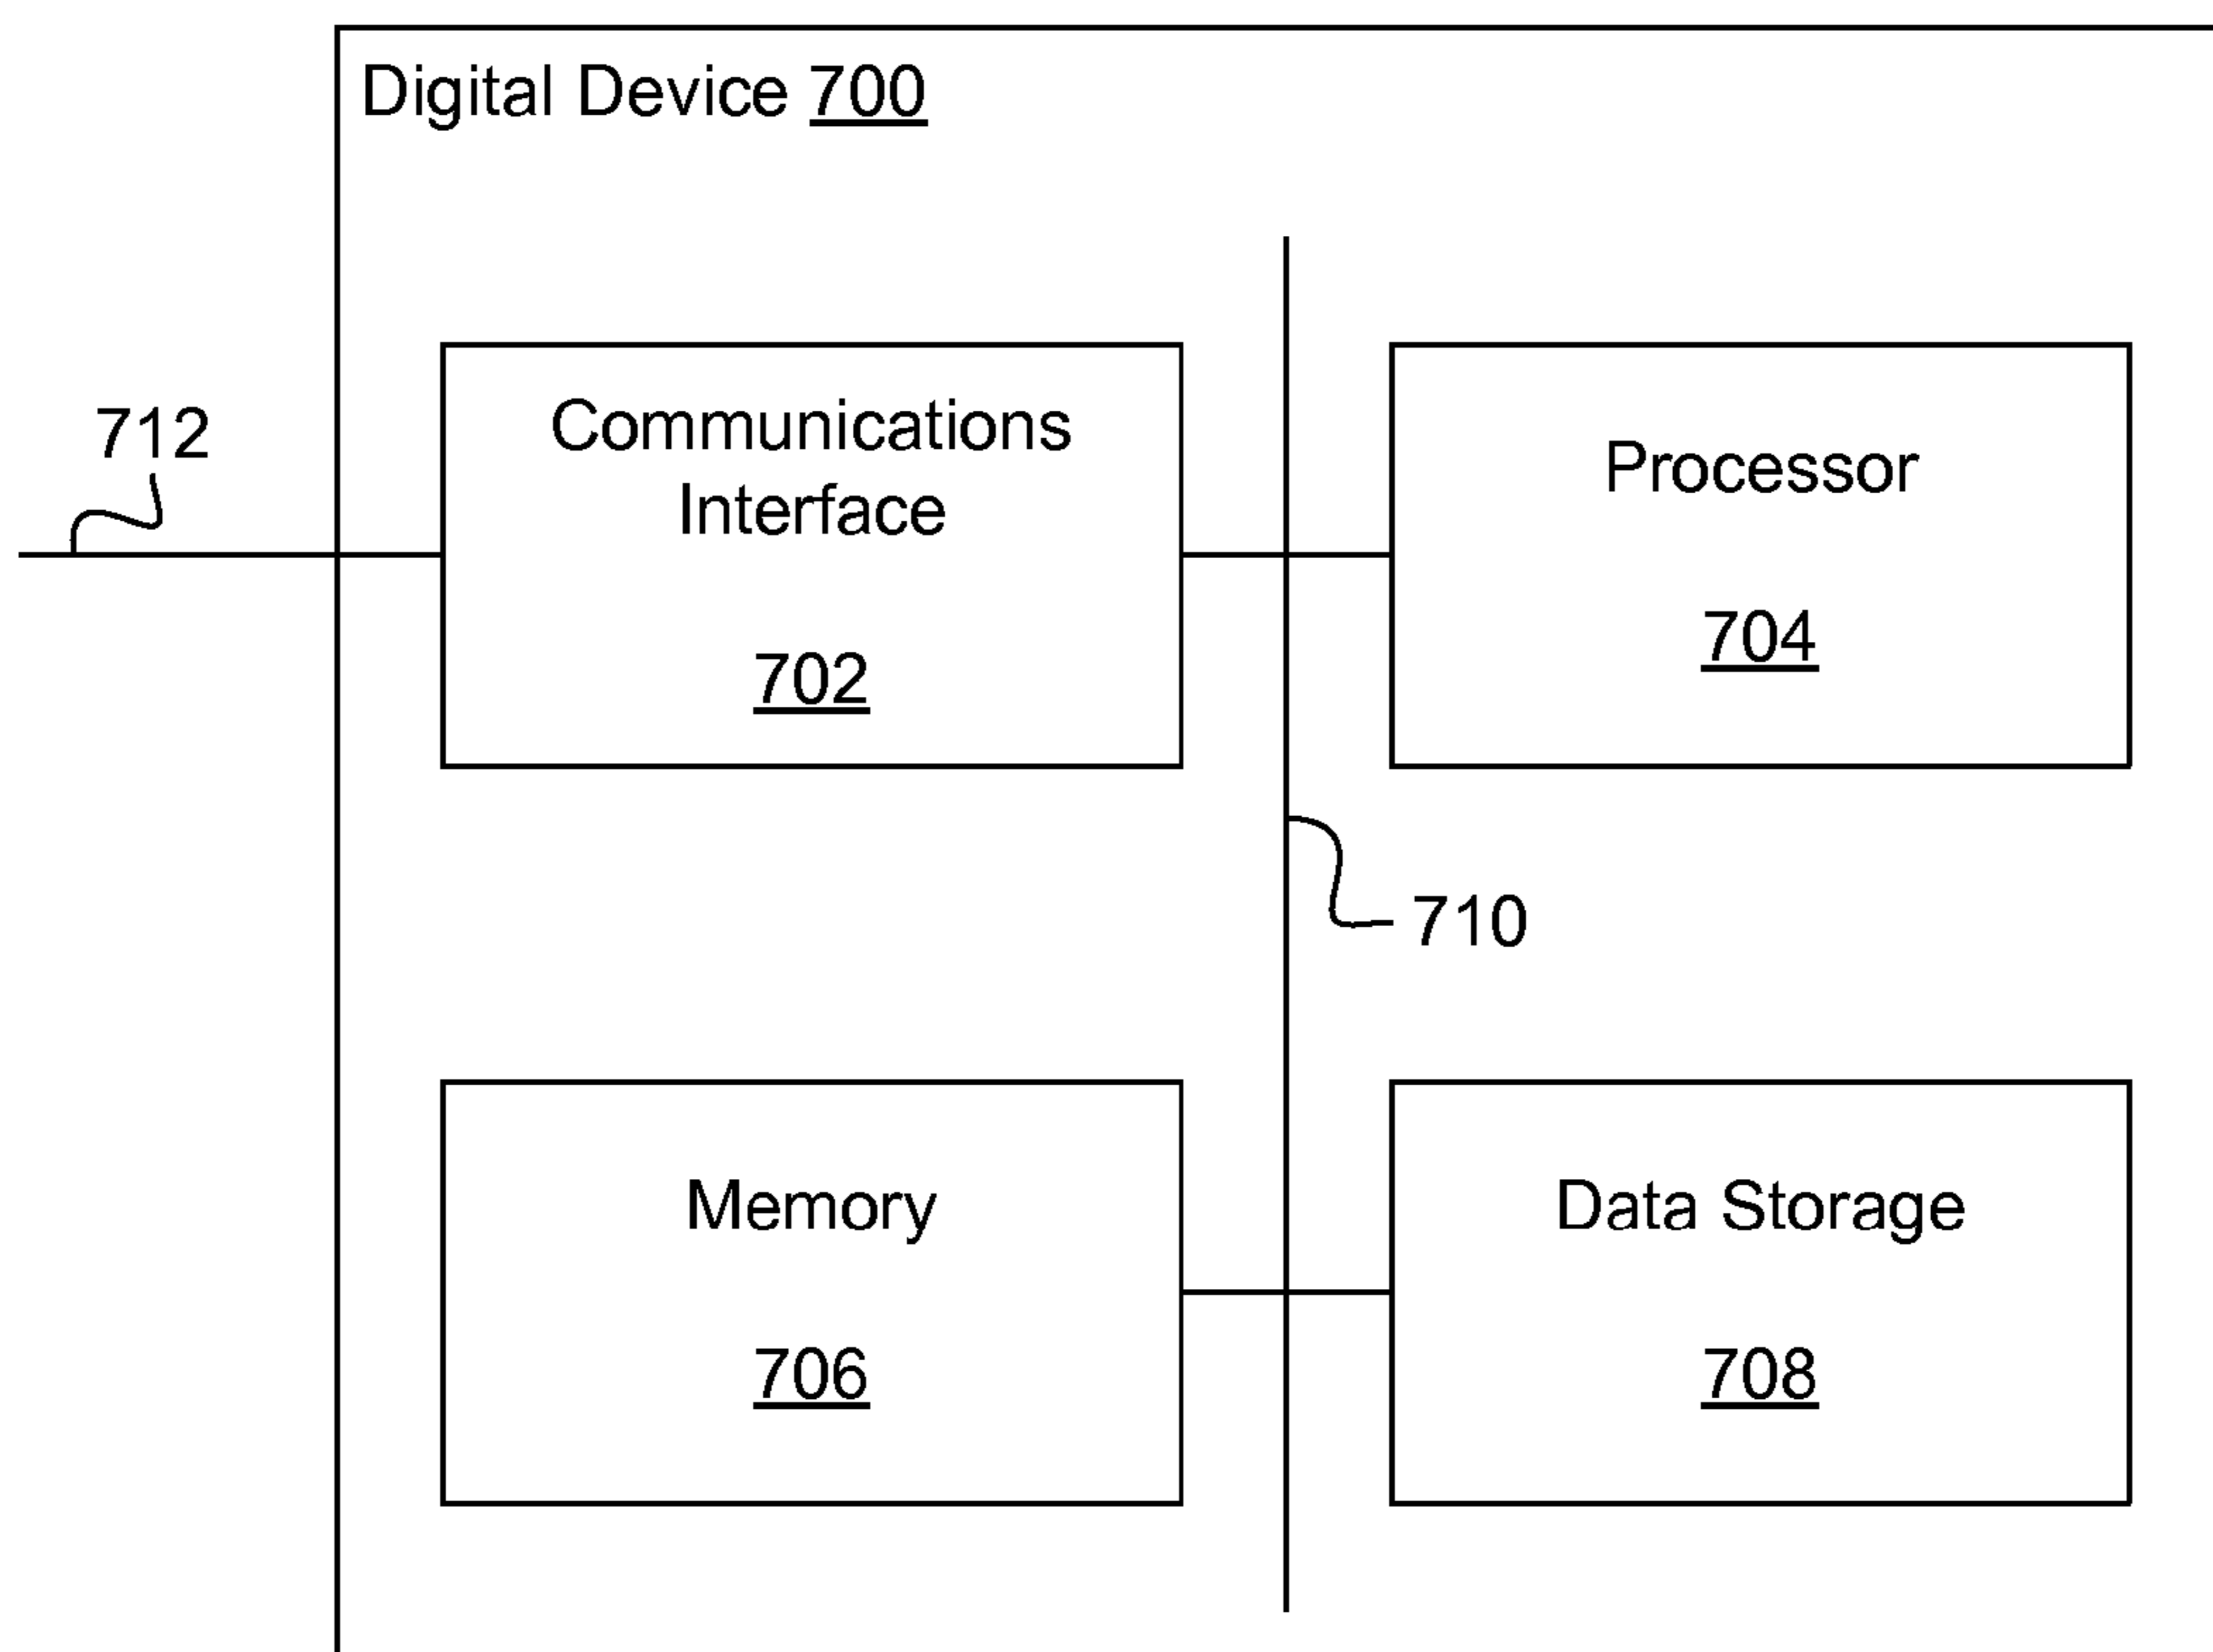 Digital Device 700
712
Communications
Interface
702
Processor
704
710
Memory
706
Data Storage
708